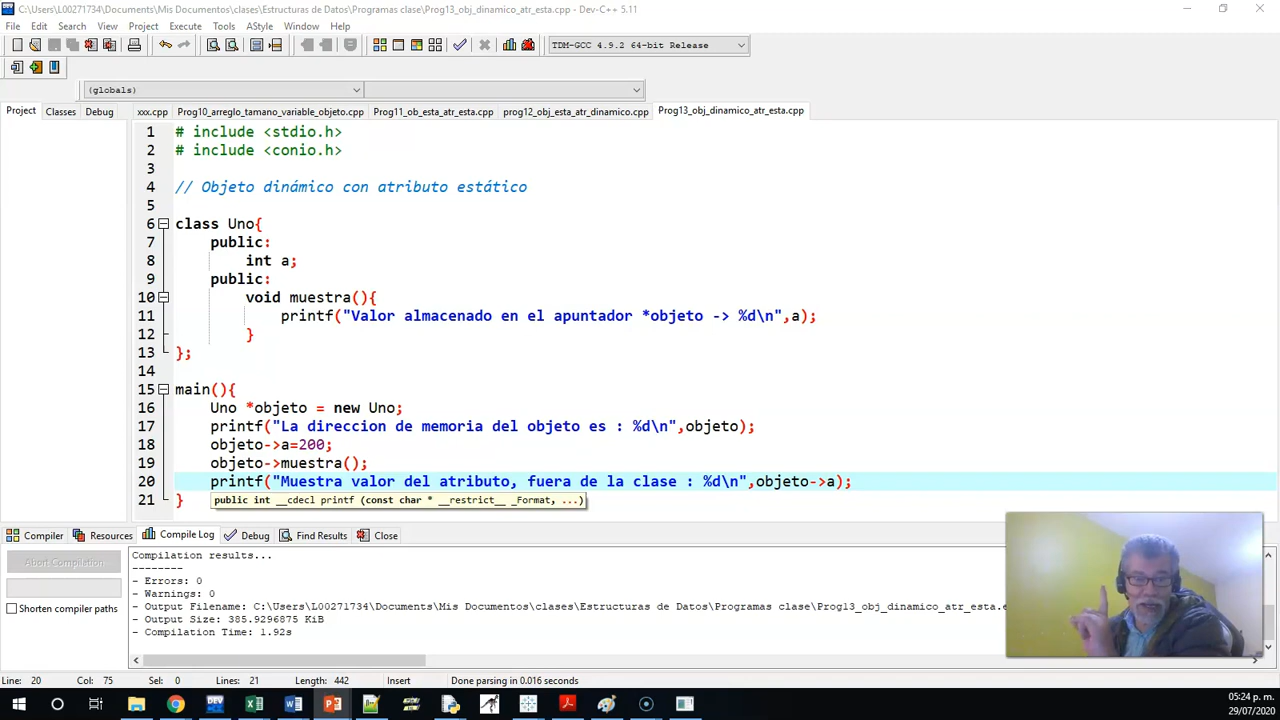 C:\Users\L00271734\Documents\Mis Documentos\clases\Estructuras de Datos\Programas clase\Prog13_obj_dinamico_atr_esta.cpp - Dev-C++ 5.11
File Edit Search View Project Execute Tools AStyle Window Help
TDM-GCC 4.9.2 64-bit Release
(globals)
Project Classes Debug xxx.cpp Prog10_arreglo_tamano_variable_objeto.cpp Prog11_ob_esta_atr_esta.cpp prog12_obj_esta_atr_dinamico.cpp Prog13_obj_dinamico_atr_esta.cpp
1 # include <stdio.h>
2 # include <conio.h>
3
4 // Objeto dinámico con atributo estático
5
6 class Uno{
7 public:
8 int a;
9 public:
10 void muestra(){
11 printf("Valor almacenado en el apuntador *objeto -> %d\n",a);
12 }
13 };
14
15 main(){
16 Uno *objeto = new Uno;
17 printf("La direccion de memoria del objeto es : %d\n",objeto);
18 objeto->a=200;
19 objeto->muestra();
20 printf("Muestra valor del atributo, fuera de la clase : %d\n",objeto->a);
21 }
public int __cdecl printf (const char * __restrict__ _Format, ...)
Compiler Resources Compile Log Debug Find Results Close
Abort Compilation
Shorten compiler paths
Compilation results...
--------
- Errors: 0
- Warnings: 0
- Output Filename: C:\Users\L00271734\Documents\Mis Documentos\clases\Estructuras de Datos\Programas clase\Prog13_obj_dinamico_atr_esta.e
- Output Size: 385.9296875 KiB
- Compilation Time: 1.92s
Line: 20 Col: 75 Sel: 0 Lines: 21 Length: 442 Insert Done parsing in 0.016 seconds
05:24 p. m.
29/07/2020